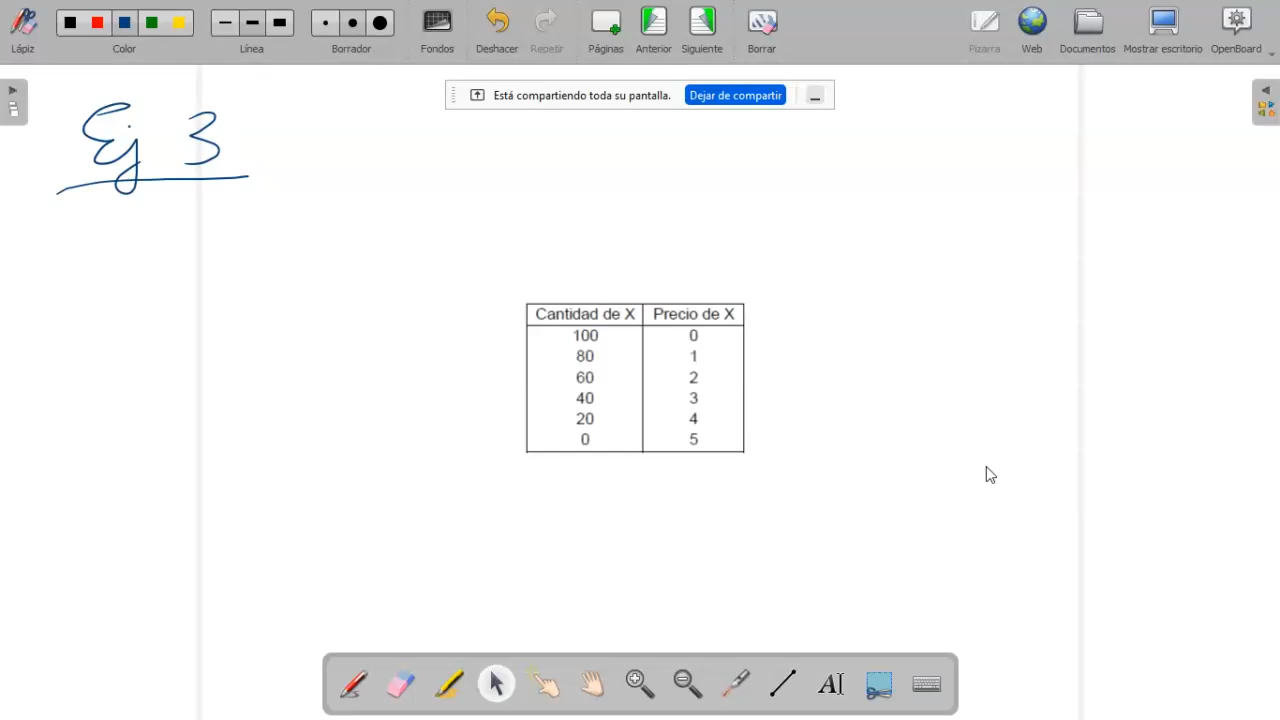 Lápiz Color Línea Borrador Fondos Deshacer Repetir Páginas Anterior Siguiente Borrar Pizarra Web Documentos Mostrar escritorio OpenBoard
Está compartiendo toda su pantalla. Dejar de compartir
Ej 3
Cantidad de X Precio de X
100 0
80 1
60 2
40 3
20 4
0 5
AI